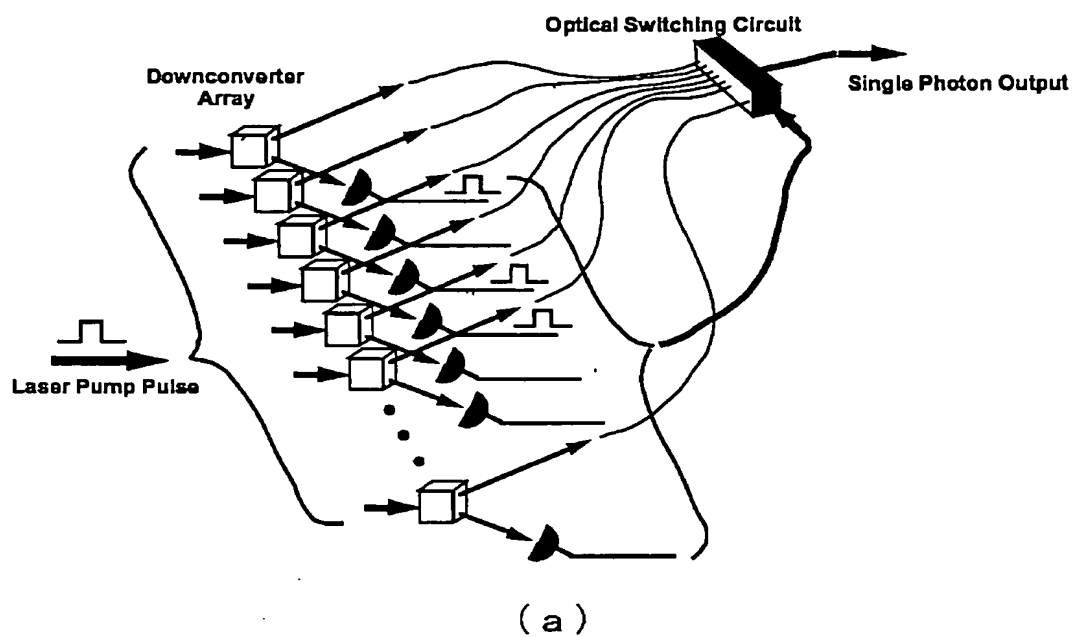 Optical Switching Circuit
Downconverter
Array
Single Photon Output
Laser Pump Pulse
(a)